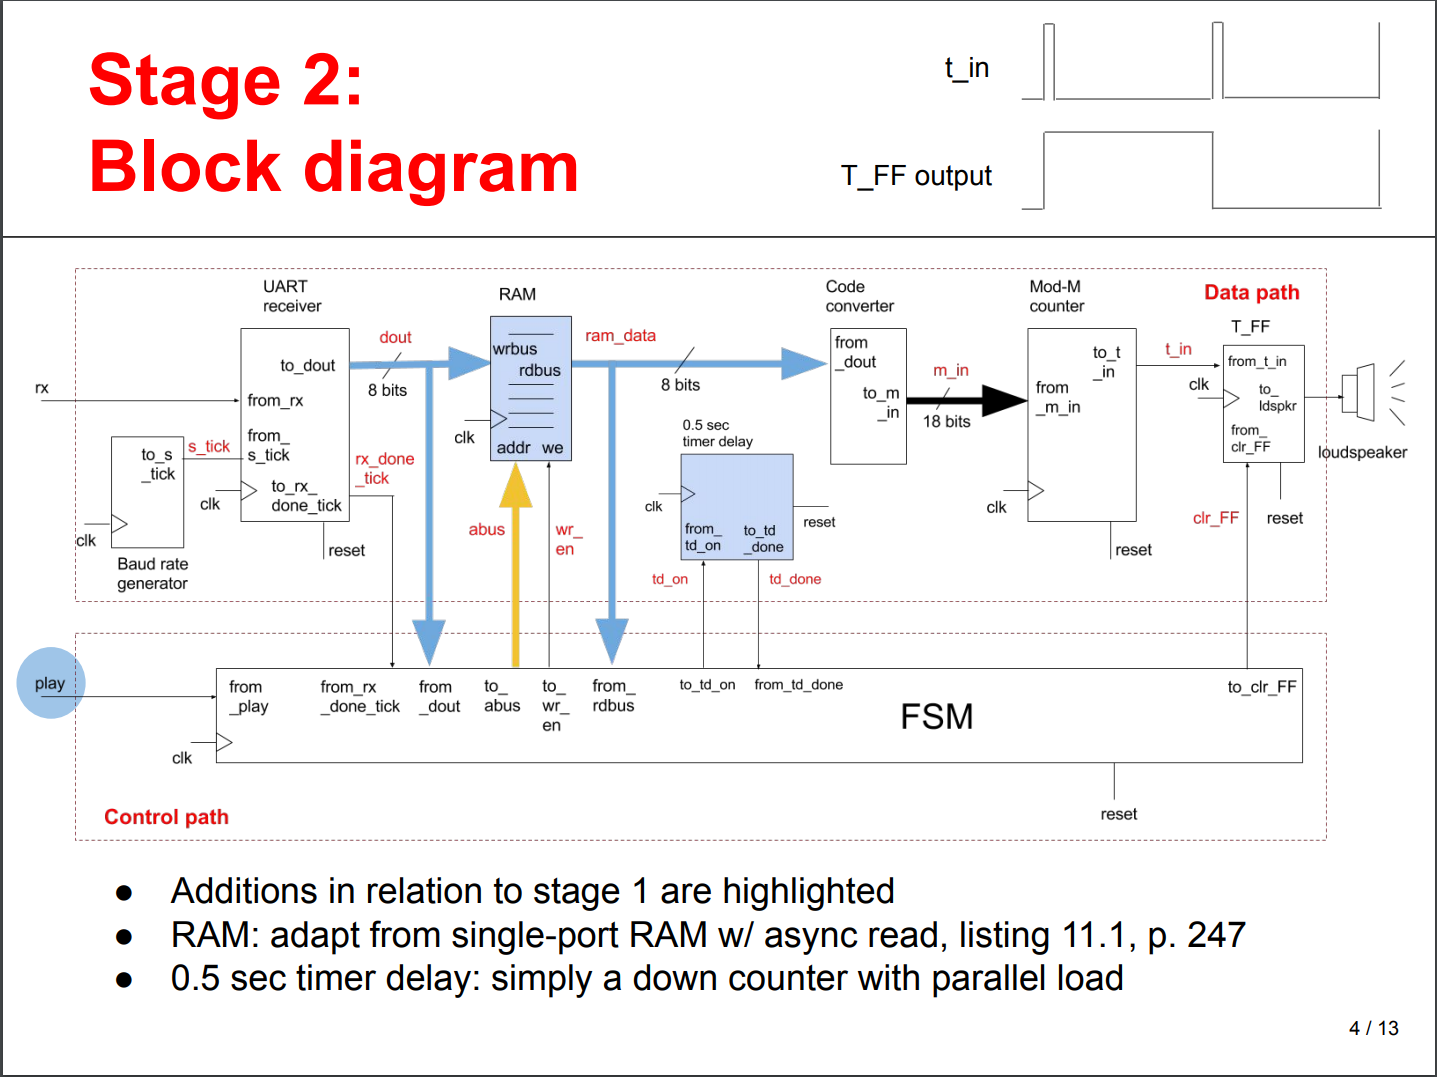 Stage 2:
Block diagram
t_in
T_FF output
UART
receiver
RAM
Code
converter
Mod-M
counter
Data path
T_FF
to_dout
from_rx
from_
s_tick
to_rx_
done_tick
rx
dout
8 bits
wrbus
rdbus
addr we
clk
ram_data
8 bits
from
_dout
to_m
_in
m_in
18 bits
from
_m_in
to_t
_in
t_in
from_t_in
to_
ldspkr
from_
clr_FF
clk
loudspeaker
to_s
_tick
s_tick
clk
clk
Baud rate
generator
reset
rx_done
_tick
abus
wr_
en
0.5 sec
timer delay
clk
from_
td_on
to_td
_done
reset
td_on
td_done
clk
reset
clr_FF
reset
play
from
_play
from_rx
_done_tick
from
_dout
to_
abus
to_
wr_
en
from_
rdbus
to_td_on
from_td_done
to_clr_FF
FSM
clk
reset
Control path
● Additions in relation to stage 1 are highlighted
● RAM: adapt from single-port RAM w/ async read, listing 11.1, p. 247
● 0.5 sec timer delay: simply a down counter with parallel load
4 / 13